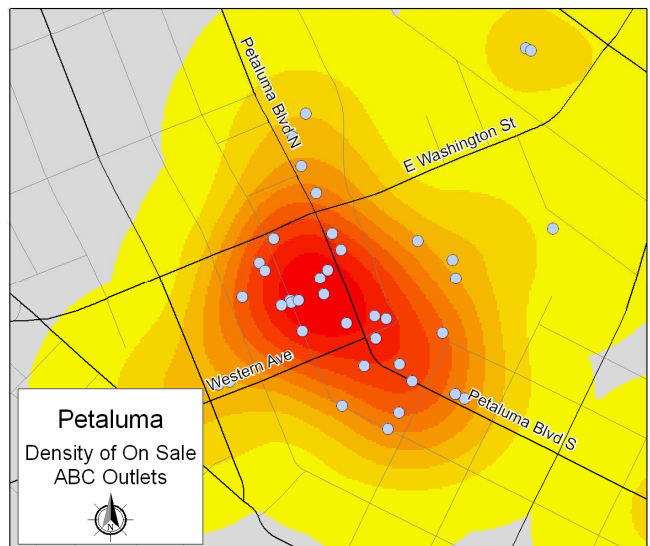 Petaluma Blvd N
E Washington St
Western Ave
Petaluma Blvd S
Petaluma
Density of On Sale
ABC Outlets
N